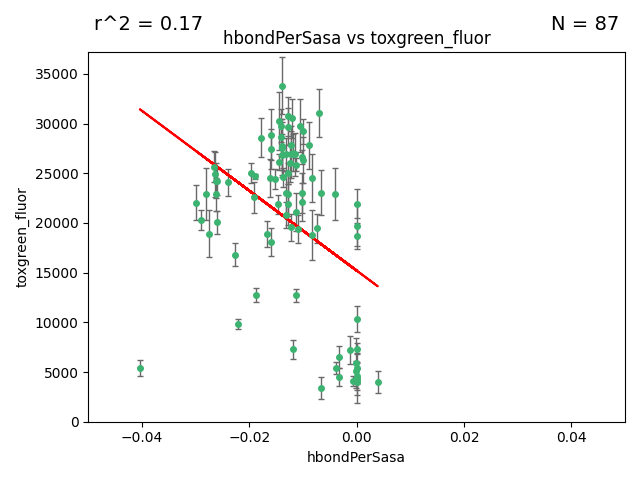 r^2 = 0.17
N = 87
hbondPerSasa vs toxgreen_fluor
35000
30000
25000
20000
15000
10000
5000
0
toxgreen_fluor
−0.04
−0.02
0.00
0.02
0.04
hbondPerSasa